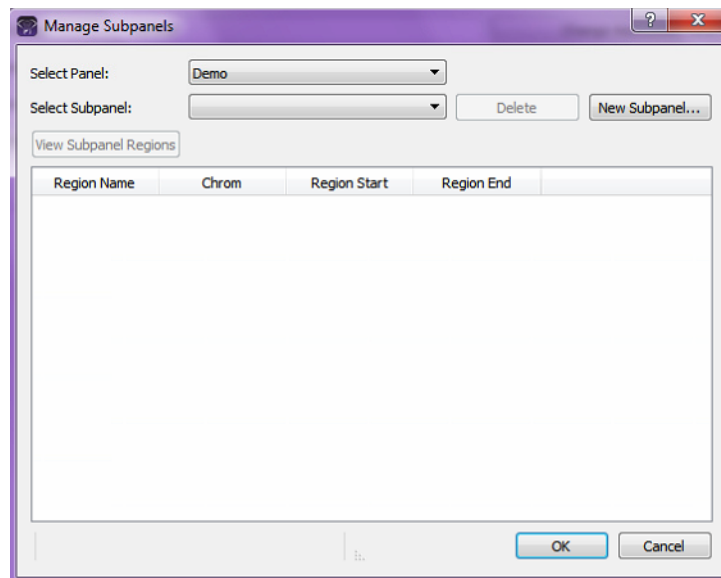 Manage Subpanels
Select Panel: Demo
Select Subpanel: Delete New Subpanel...
View Subpanel Regions
Region Name Chrom Region Start Region End
OK Cancel